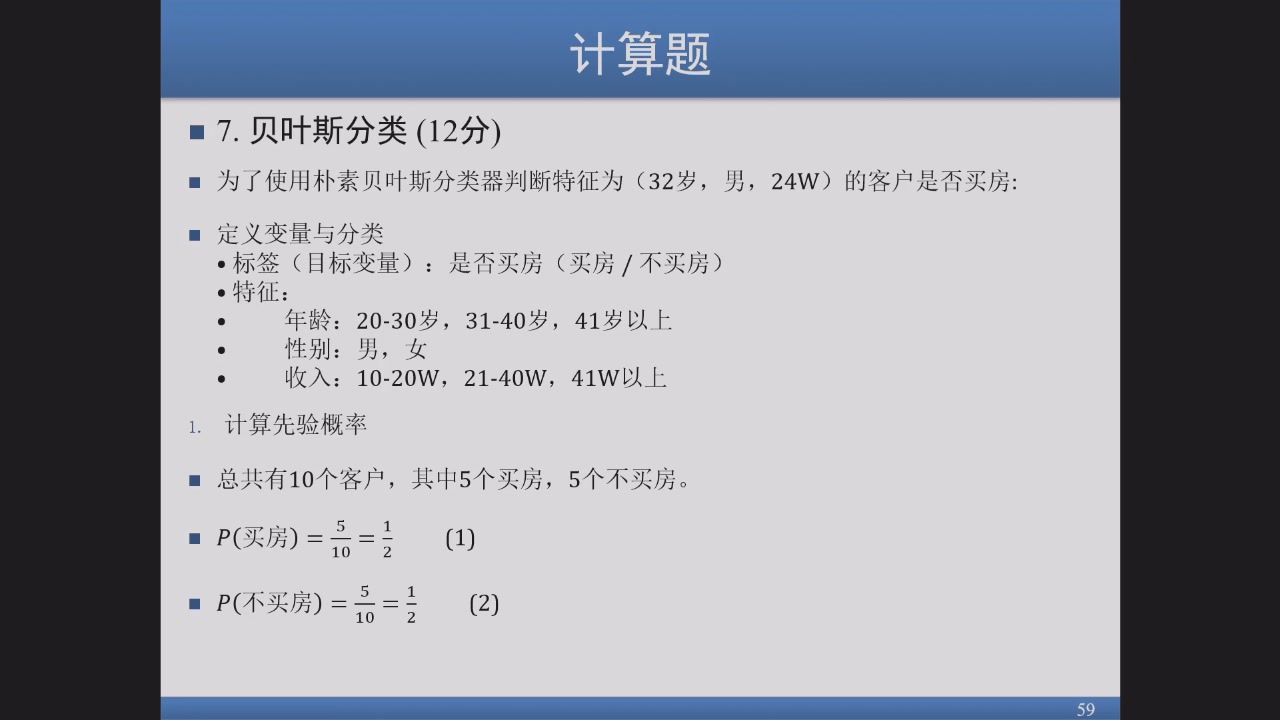 计算题
7. 贝叶斯分类 (12分)
为了使用朴素贝叶斯分类器判断特征为（32岁，男，24W）的客户是否买房:
定义变量与分类
• 标签（目标变量）: 是否买房（买房 / 不买房）
• 特征:
• 年龄: 20-30岁，31-40岁，41岁以上
• 性别: 男，女
• 收入: 10-20W，21-40W，41W以上
1. 计算先验概率
总共有10个客户，其中5个买房，5个不买房。
P(买房) = 5/10 = 1/2 (1)
P(不买房) = 5/10 = 1/2 (2)
59